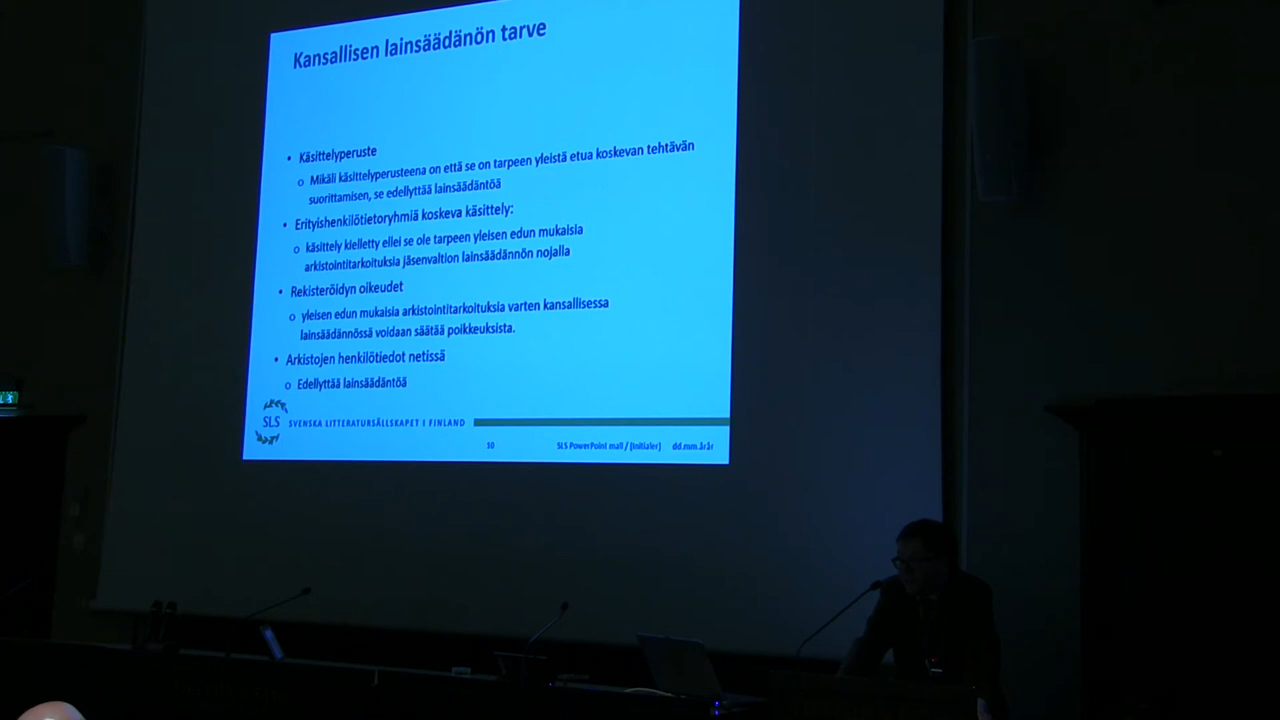 Kansallisen lainsäädänön tarve
• Käsittelyperuste
o Mikäli käsittelyperusteena on että se on tarpeen yleistä etua koskevan tehtävän
suorittamisen, se edellyttää lainsäädäntöä
• Erityishenkilötietoryhmiä koskeva käsittely:
o käsittely kielletty ellei se ole tarpeen yleisen edun mukaisia
arkistointitarkoituksia jäsenvaltion lainsäädännön nojalla
• Rekisteröidyn oikeudet
o yleisen edun mukaisia arkistointitarkoituksia varten kansallisessa
lainsäädännössä voidaan säätää poikkeuksista.
• Arkistojen henkilötiedot netissä
o Edellyttää lainsäädäntöä
SLS SVENSKA LITTERATURSÄLLSKAPET I FINLAND
10 SLS PowerPoint mall / [Initialer] dd.mm.årår